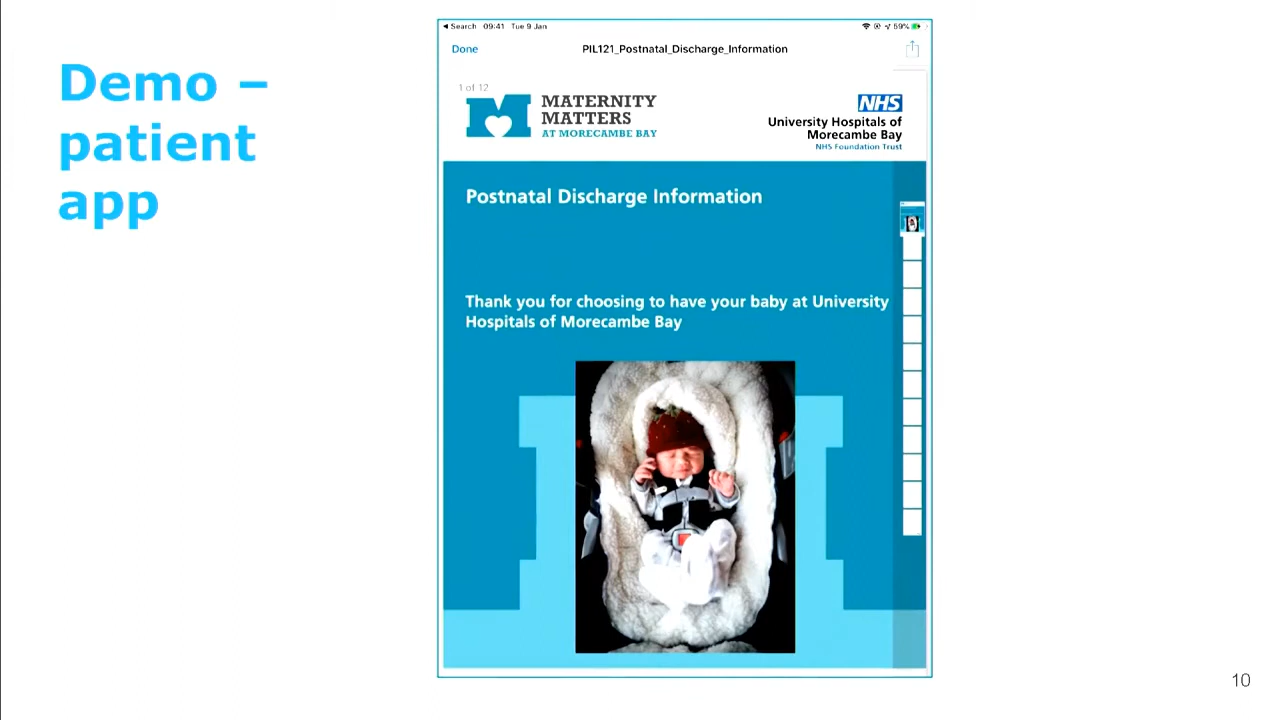 Demo –
patient
app
Search 09:41 Tue 9 Jan
59%
Done
PIL121_Postnatal_Discharge_Information
1 of 12
MATERNITY
MATTERS
AT MORECAMBE BAY
NHS
University Hospitals of
Morecambe Bay
NHS Foundation Trust
Postnatal Discharge Information
Thank you for choosing to have your baby at University
Hospitals of Morecambe Bay
10